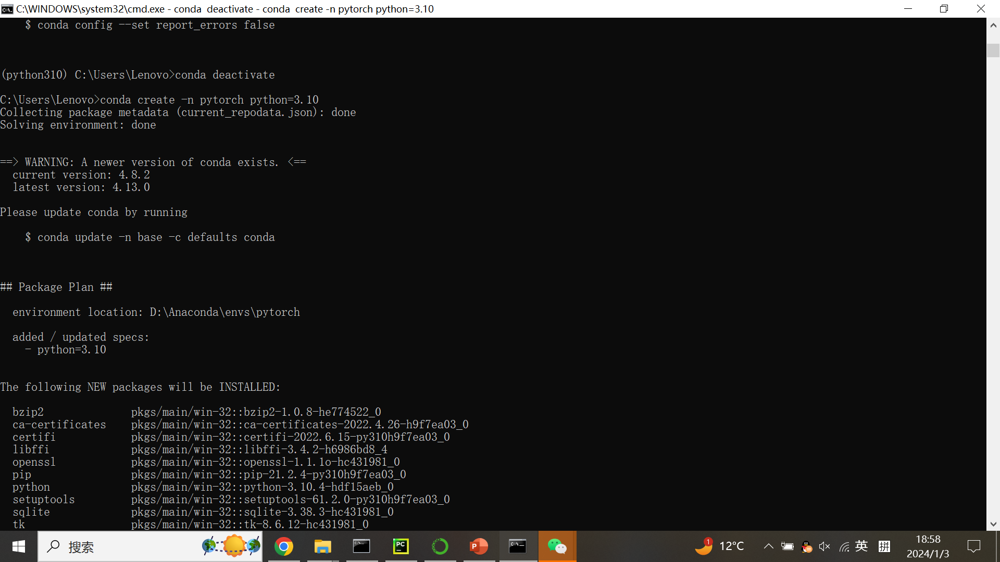 C:\WINDOWS\system32\cmd.exe - conda  deactivate - conda  create -n pytorch python=3.10
$ conda config --set report_errors false
(python310) C:\Users\Lenovo>conda deactivate
C:\Users\Lenovo>conda create -n pytorch python=3.10
Collecting package metadata (current_repodata.json): done
Solving environment: done
==> WARNING: A newer version of conda exists. <==
current version: 4.8.2
latest version: 4.13.0
Please update conda by running
$ conda update -n base -c defaults conda
## Package Plan ##
environment location: D:\Anaconda\envs\pytorch
added / updated specs:
- python=3.10
The following NEW packages will be INSTALLED:
bzip2 pkgs/main/win-32::bzip2-1.0.8-he774522_0
ca-certificates pkgs/main/win-32::ca-certificates-2022.4.26-h9f7ea03_0
certifi pkgs/main/win-32::certifi-2022.6.15-py310h9f7ea03_0
libffi pkgs/main/win-32::libffi-3.4.2-h6986bd8_4
openssl pkgs/main/win-32::openssl-1.1.1o-hc431981_0
pip pkgs/main/win-32::pip-21.2.4-py310h9f7ea03_0
python pkgs/main/win-32::python-3.10.4-hdf15aeb_0
setuptools pkgs/main/win-32::setuptools-61.2.0-py310h9f7ea03_0
sqlite pkgs/main/win-32::sqlite-3.38.3-hc431981_0
tk pkgs/main/win-32::tk-8.6.12-hc431981_0
搜索
PC
P
1
12°C
英
拼
18:58
2024/1/3